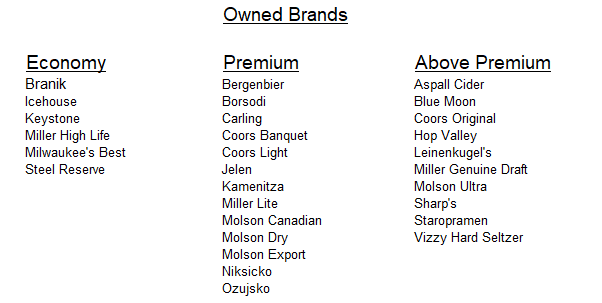 Owned Brands
Economy
Branik
Icehouse
Keystone
Miller High Life
Milwaukee's Best
Steel Reserve
Premium
Bergenbier
Borsodi
Carling
Coors Banquet
Coors Light
Jelen
Kamenitza
Miller Lite
Molson Canadian
Molson Dry
Molson Export
Niksicko
Ozujsko
Above Premium
Aspall Cider
Blue Moon
Coors Original
Hop Valley
Leinenkugel's
Miller Genuine Draft
Molson Ultra
Sharp's
Staropramen
Vizzy Hard Seltzer